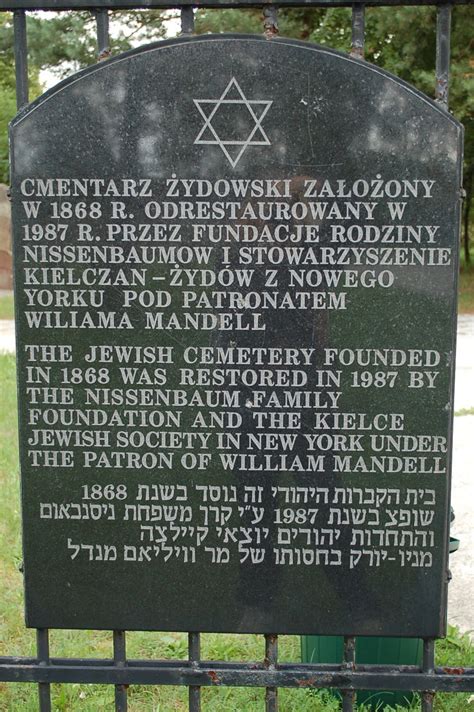 CMENTARZ ŻYDOWSKI ZAŁOŻONY
W 1868 R. ODRESTAUROWANY W
1987 R. PRZEZ FUNDACJE RODZINY
NISSENBAUMOW I STOWARZYSZENIE
KIELCZAN–ŻYDÓW Z NOWEGO
YORKU POD PATRONATEM
WILIAMA MANDELL
THE JEWISH CEMETERY FOUNDED
IN 1868 WAS RESTORED IN 1987 BY
THE NISSENBAUM FAMILY
FOUNDATION AND THE KIELCE
JEWISH SOCIETY IN NEW YORK UNDER
THE PATRON OF WILLIAM MANDELL
בית הקברות היהודי זה נוסד בשנת 1868
שופצ בשנת 1987 ע״י קרן משפחת ניסנבאום
והתחדות יהודים יוצאי קיילצה
מניו-יורק בחסותו של מר וויליאם מנדל